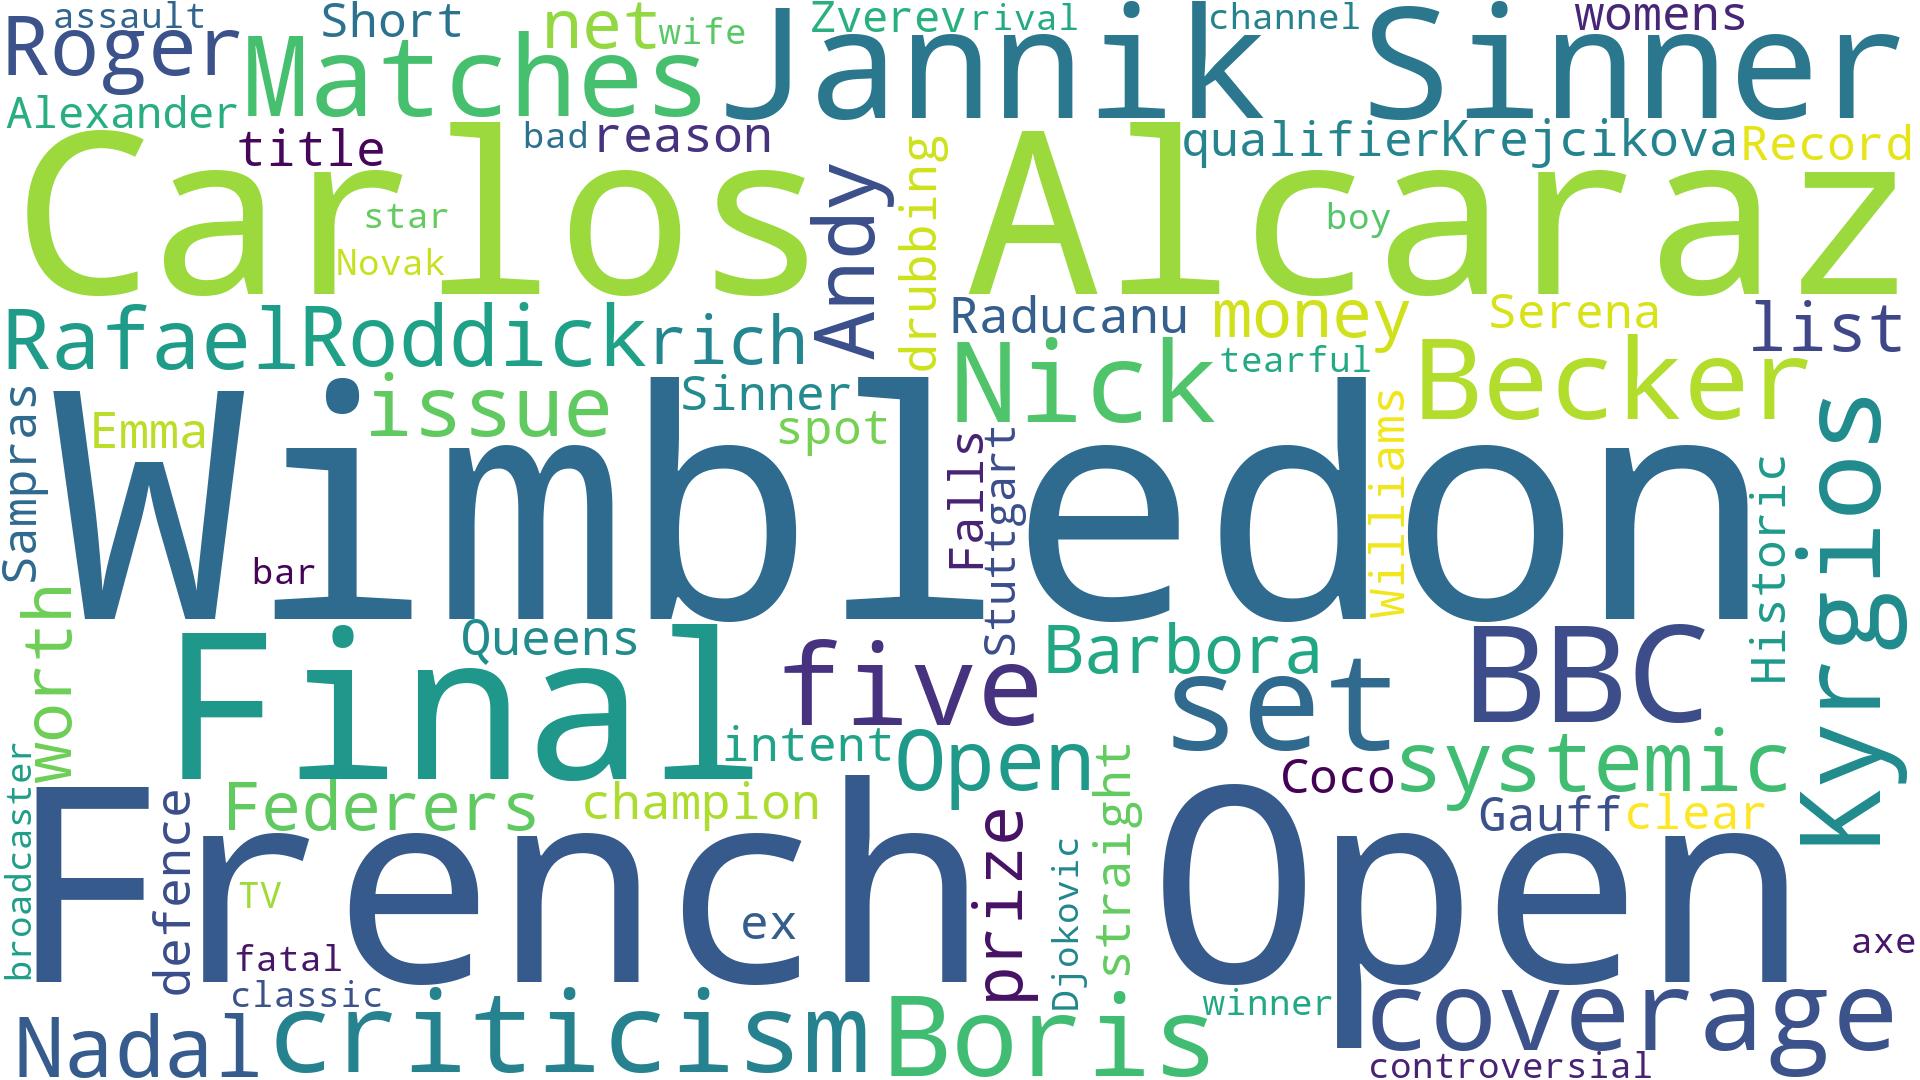 assault
Short
net
wife
Zverev
rival
channel
womens
Roger
Matches
Jannik Sinner
Alexander
title
bad
reason
qualifier
Krejcikova
Record
Carlos Alcaraz
star
Novak
Andy
drubbing
boy
Rafael
Roddick
rich
Raducanu
money
Serena
list
Nick
tearful
Becker
Sampras
Emma
issue
Sinner
spot
Wimbledon
Falls
stuttgart
Williams
Historic
Kyrgios
bar
Worth
Queens
Final
five
Barbora
set
BBC
intent
Open
Coco
systemic
broadcaster
defence
Federers
champion
prize
straight
Gauff
clear
French Open
TV
ex
Djokovic
fatal
classic
axe
Nadal
criticism
Boris
winner
coverage
controversial